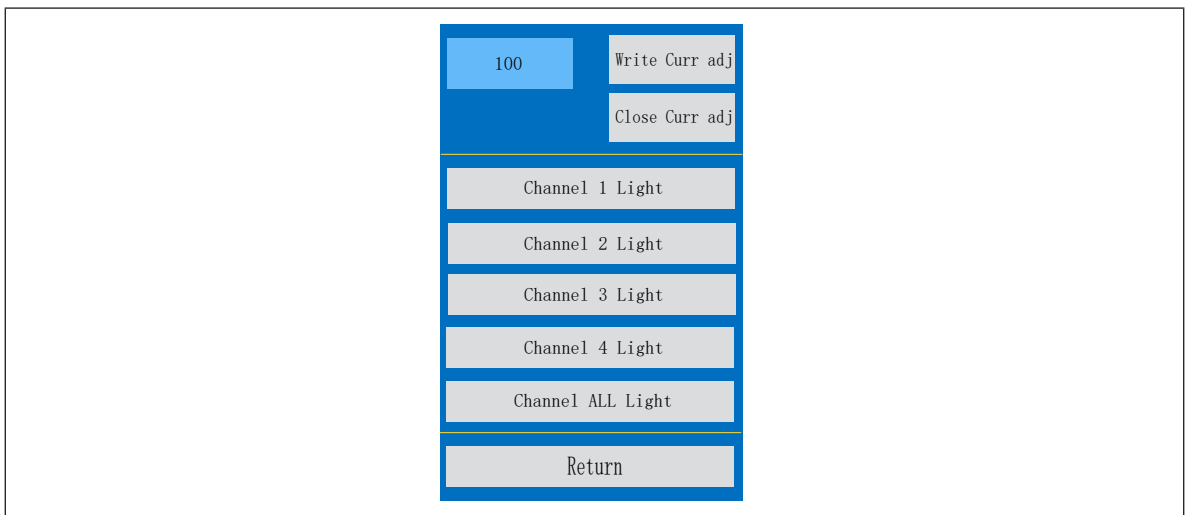 100
Write Curr adj
Close Curr adj
Channel 1 Light
Channel 2 Light
Channel 3 Light
Channel 4 Light
Channel ALL Light
Return